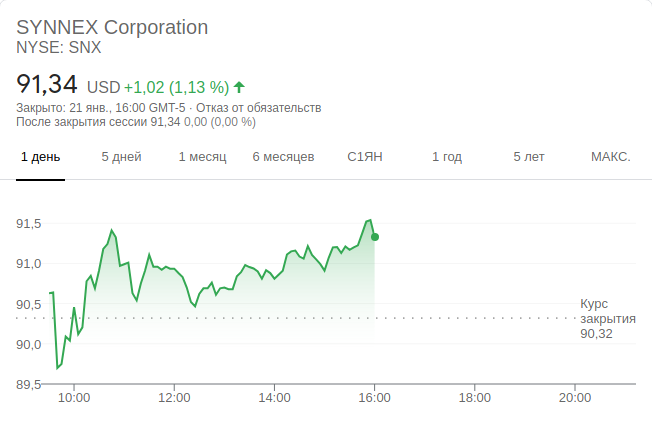 SYNNEX Corporation
NYSE: SNX
91,34 USD +1,02 (1,13 %)
Закрыто: 21 янв., 16:00 GMT-5 · Отказ от обязательств
После закрытия сессии 91,34 0,00 (0,00 %)
1 день 5 дней 1 месяц 6 месяцев С1ЯН 1 год 5 лет МАКС.
91,5
91,0
90,5
90,0
89,5
Курс
закрытия
90,32
10:00 12:00 14:00 16:00 18:00 20:00